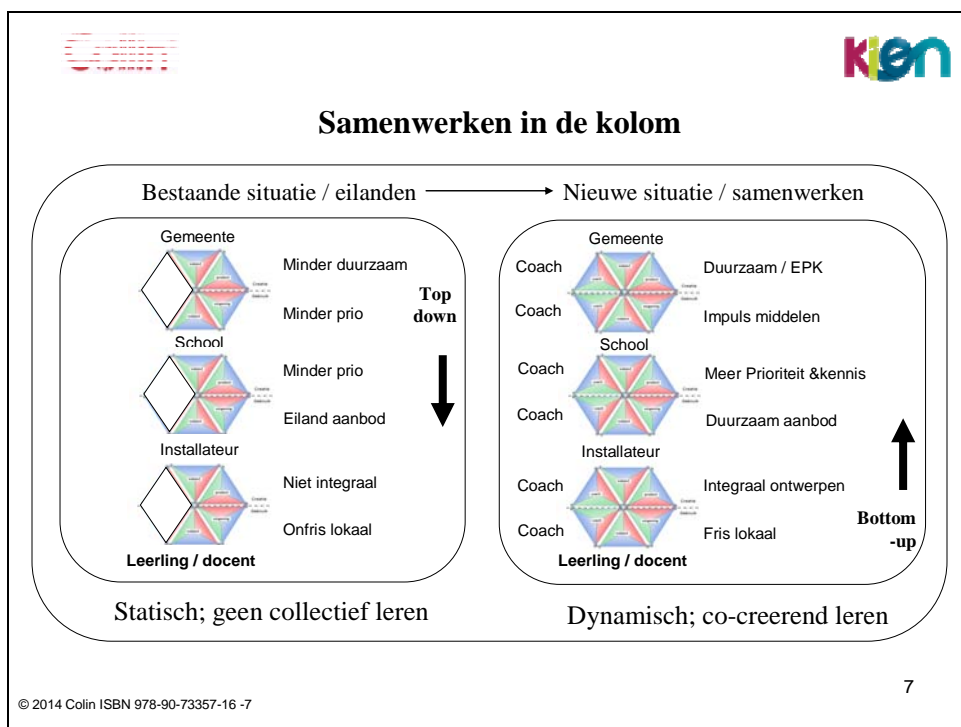 Colin
Kien
Samenwerken in de kolom
Bestaande situatie / eilanden
Nieuwe situatie / samenwerken
Gemeente
Minder duurzaam
Minder prio
Top
down
School
Minder prio
Eiland aanbod
Installateur
Niet integraal
Onfris lokaal
Leerling / docent
Statisch; geen collectief leren
Gemeente
Coach
Duurzaam / EPK
Coach
Impuls middelen
School
Coach
Meer Prioriteit &kennis
Coach
Duurzaam aanbod
Installateur
Coach
Integraal ontwerpen
Coach
Fris lokaal
Bottom
-up
Leerling / docent
Dynamisch; co-creerend leren
7
© 2014 Colin ISBN 978-90-73357-16 -7